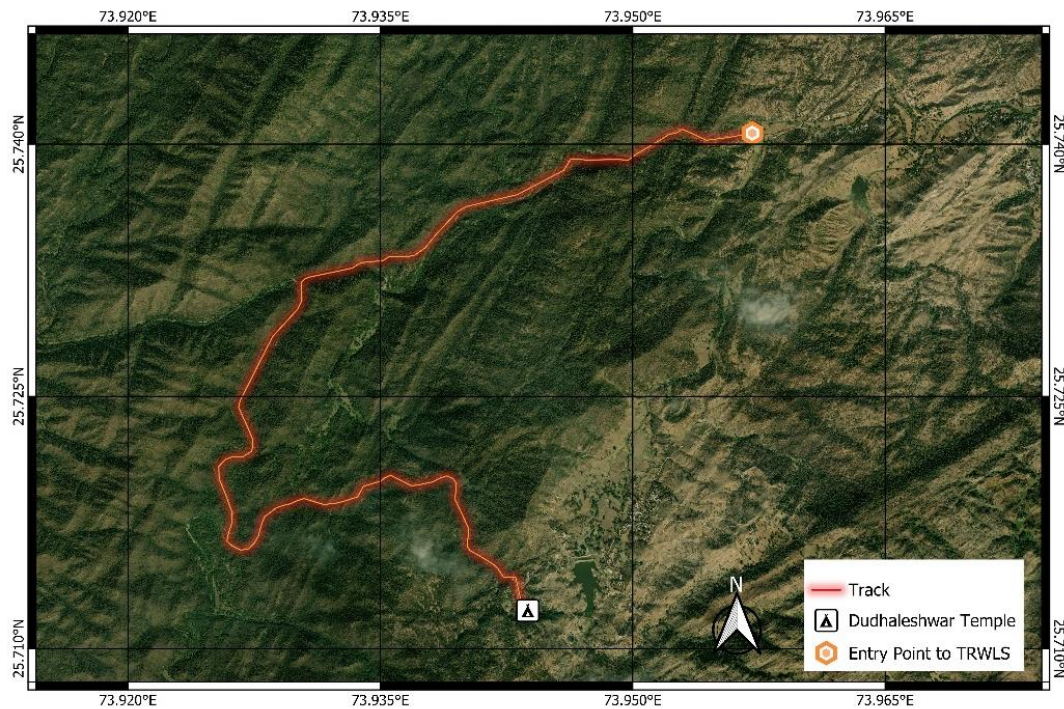 73.920°E 73.935°E 73.950°E 73.965°E
25.740°N 25.740°N
25.725°N 25.725°N
N
Track
Dudhaleshwar Temple
Entry Point to TRWLS
25.710°N 25.710°N
73.920°E 73.935°E 73.950°E 73.965°E